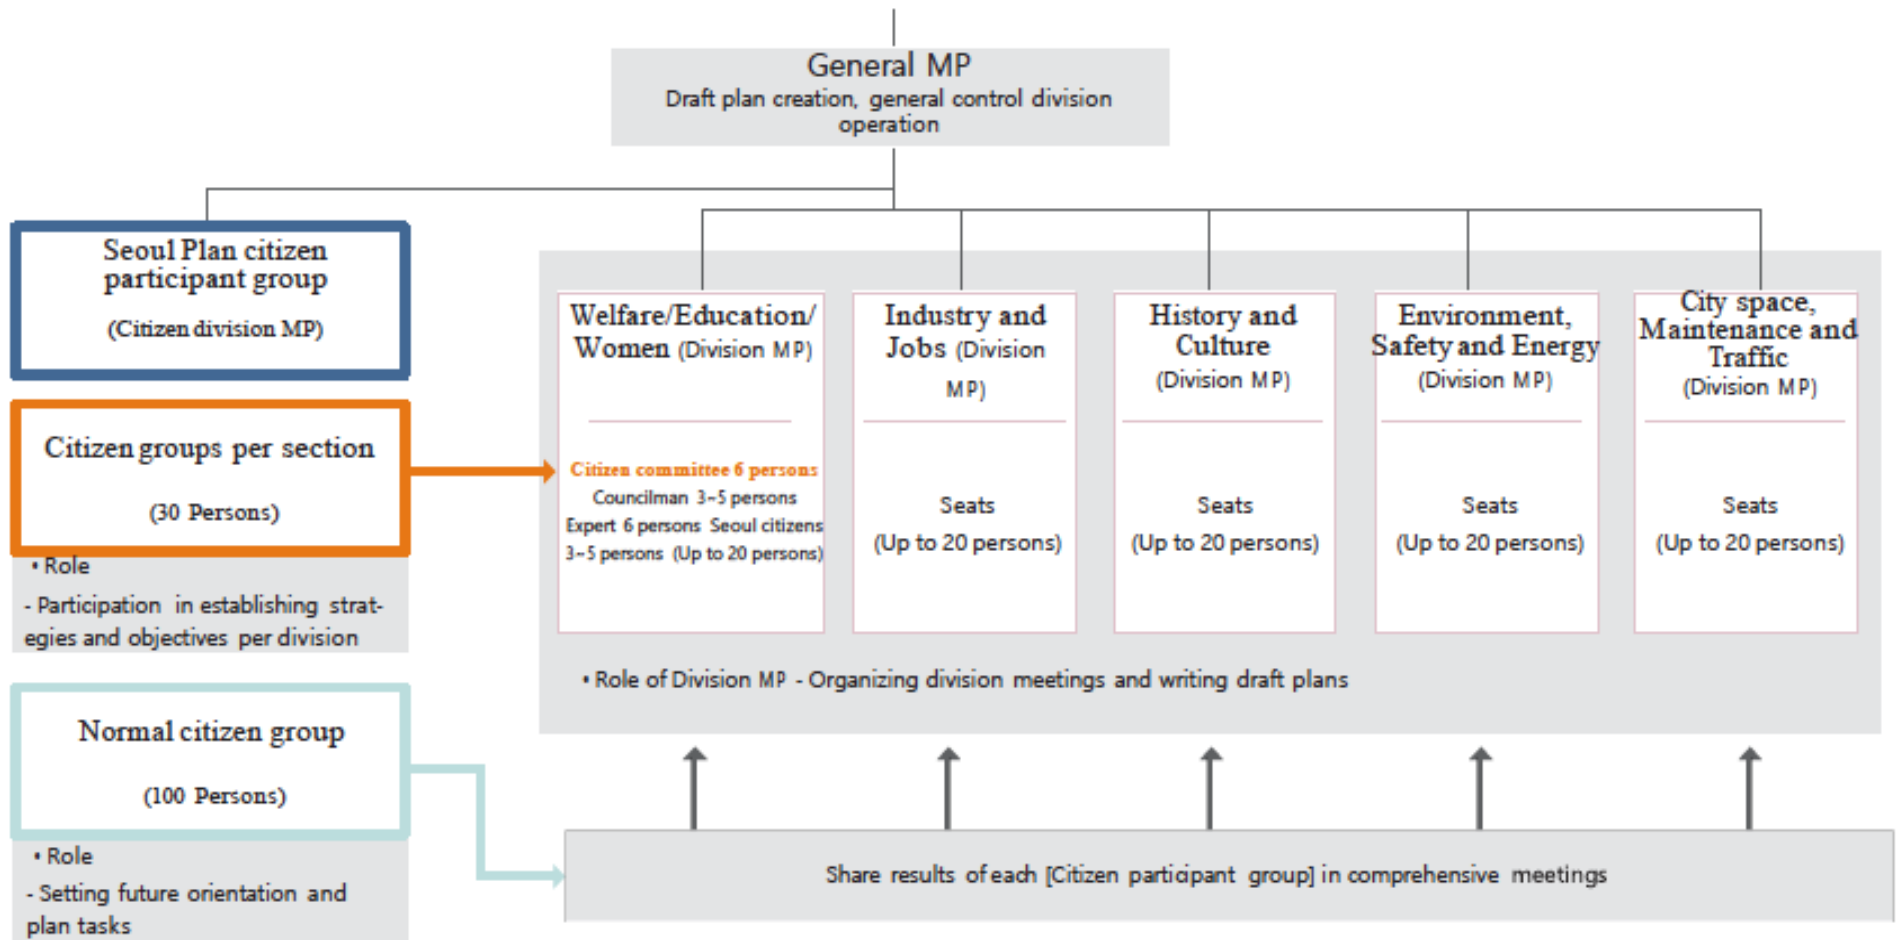 General MP
Draft plan creation, general control division
operation
Seoul Plan citizen
participant group
(Citizen division MP)
Citizen groups per section
(30 Persons)
• Role
- Participation in establishing strat-
egies and objectives per division
Normal citizen group
(100 Persons)
• Role
- Setting future orientation and
plan tasks
Welfare/Education/
Women (Division MP)
Citizen committee 6 persons
Councilman 3~5 persons
Expert 6 persons Seoul citizens
3~5 persons (Up to 20 persons)
Industry and
Jobs (Division
MP)
Seats
(Up to 20 persons)
History and
Culture
(Division MP)
Seats
(Up to 20 persons)
Environment,
Safety and Energy
(Division MP)
Seats
(Up to 20 persons)
City space,
Maintenance and
Traffic
(Division MP)
Seats
(Up to 20 persons)
• Role of Division MP - Organizing division meetings and writing draft plans
Share results of each [Citizen participant group] in comprehensive meetings